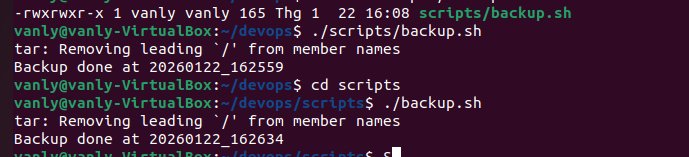 -rwxrwxr-x 1 vanly vanly 165 Thg 1  22 16:08 scripts/backup.sh
vanly@vanly-VirtualBox:~/devops$ ./scripts/backup.sh
tar: Removing leading `/' from member names
Backup done at 20260122_162559
vanly@vanly-VirtualBox:~/devops$ cd scripts
vanly@vanly-VirtualBox:~/devops/scripts$ ./backup.sh
tar: Removing leading `/' from member names
Backup done at 20260122_162634
vanly@vanly-VirtualBox:~/devops/scripts$ S